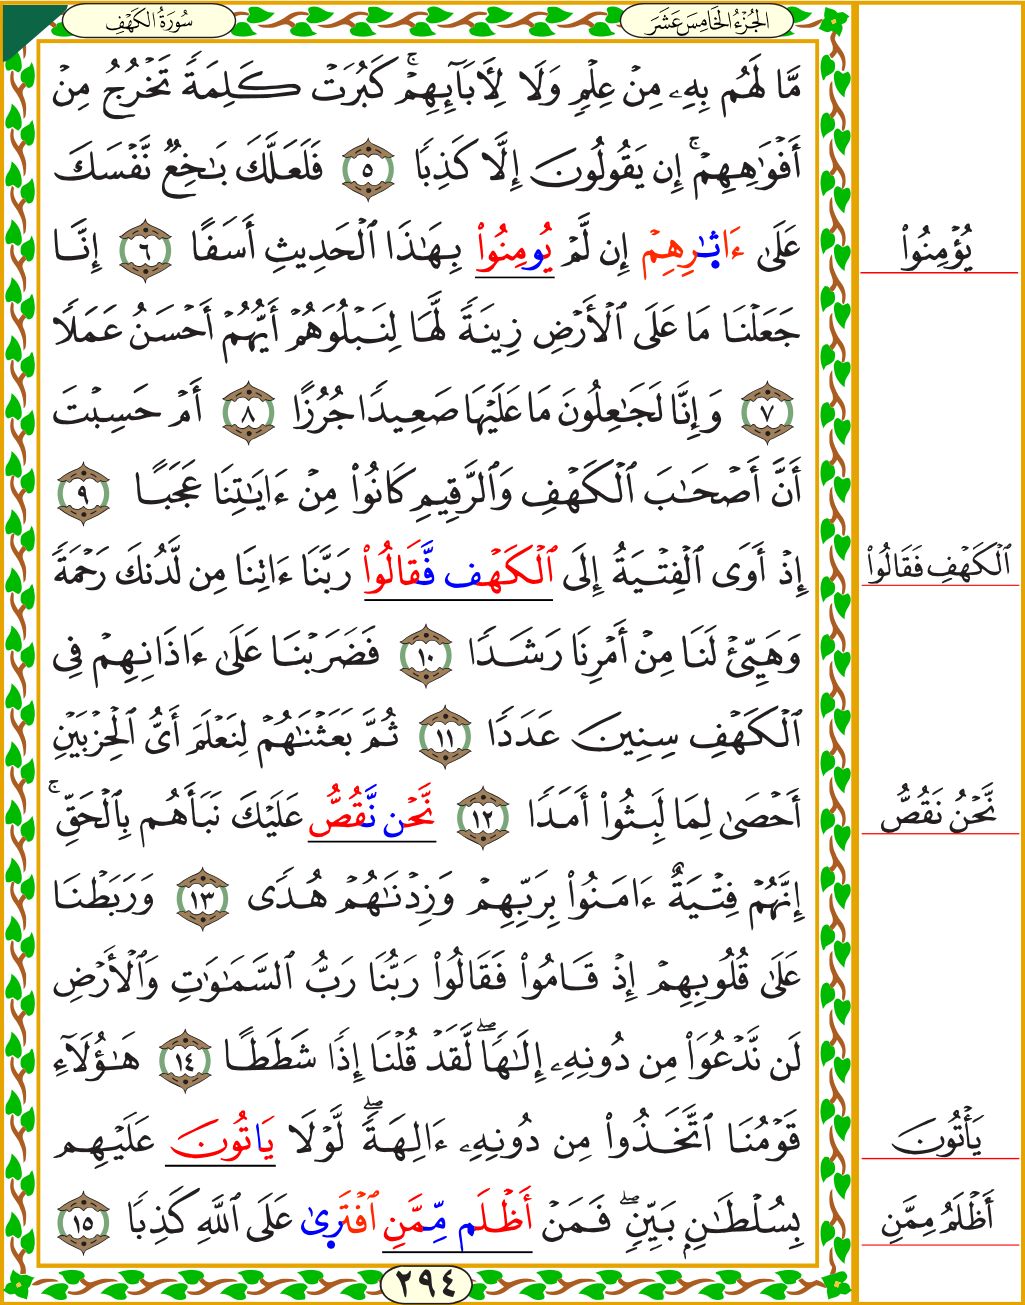 الجُزْءُ الخَامِسَ عَشَرَ
سُورَةُ الكَهْفِ
مَّا لَهُم بِهِۦ مِنۡ عِلۡمٖ وَلَا لِأٓبَآئِهِمۡۚ كَبُرَتۡ كَلِمَةٗ تَخۡرُجُ مِنۡ
أَفۡوَٰهِهِمۡۚ إِن يَقُولُونَ إِلَّا كَذِبٗا ٥ فَلَعَلَّكَ بَٰخِعٞ نَّفۡسَكَ
عَلَىٰٓ ءَاثَٰرِهِمۡ إِن لَّمۡ يُومِنُواْ بِهَٰذَا ٱلۡحَدِيثِ أَسَفًا ٦ إِنَّا
جَعَلۡنَا مَا عَلَى ٱلۡأَرۡضِ زِينَةٗ لَّهَا لِنَبۡلُوَهُمۡ أَيُّهُمۡ أَحۡسَنُ عَمَلٗا
٧ وَإِنَّا لَجَٰعِلُونَ مَا عَلَيۡهَا صَعِيدٗا جُرُزًا ٨ أَمۡ حَسِبۡتَ
أَنَّ أَصۡحَٰبَ ٱلۡكَهۡفِ وَٱلرَّقِيمِ كَانُواْ مِنۡ ءَايَٰتِنَا عَجَبًا ٩
إِذۡ أَوَى ٱلۡفِتۡيَةُ إِلَى ٱلۡكَهۡف فَّقَالُواْ رَبَّنَآ ءَاتِنَا مِن لَّدُنكَ رَحۡمَةٗ
وَهَيِّئۡ لَنَا مِنۡ أَمۡرِنَا رَشَدٗا ١٠ فَضَرَبۡنَا عَلَىٰٓ ءَاذَانِهِمۡ فِي
ٱلۡكَهۡفِ سِنِينَ عَدَدٗا ١١ ثُمَّ بَعَثۡنَٰهُمۡ لِنَعۡلَمَ أَيُّ ٱلۡحِزۡبَيۡنِ
أَحۡصَىٰ لِمَا لَبِثُوٓاْ أَمَدٗا ١٢ نَّحۡن نَّقُصُّ عَلَيۡكَ نَبَأَهُم بِٱلۡحَقِّۚ
إِنَّهُمۡ فِتۡيَةٌ ءَامَنُواْ بِرَبِّهِمۡ وَزِدۡنَٰهُمۡ هُدٗى ١٣ وَرَبَطۡنَا
عَلَىٰ قُلُوبِهِمۡ إِذۡ قَامُواْ فَقَالُواْ رَبُّنَا رَبُّ ٱلسَّمَٰوَٰتِ وَٱلۡأَرۡضِ
لَن نَّدۡعُوَاْ مِن دُونِهِۦٓ إِلَٰهٗاۖ لَّقَدۡ قُلۡنَآ إِذٗا شَطَطًا ١٤ هَٰٓؤُلَآءِ
قَوۡمُنَا ٱتَّخَذُواْ مِن دُونِهِۦٓ ءَالِهَةٗۖ لَّوۡلَا يَاتُونَ عَلَيۡهِم
بِسُلۡطَٰنِۭ بَيِّنٖۖ فَمَنۡ أَظۡلَم مِّمَّنِ ٱفۡتَرَىٰ عَلَى ٱللَّهِ كَذِبٗا ١٥
٢٩٤
يُؤۡمِنُواْ
ٱلۡكَهۡفِ فَقَالُواْ
نَّحۡنُ نَقُصُّ
يَأۡتُونَ
أَظۡلَمُ مِمَّنِ